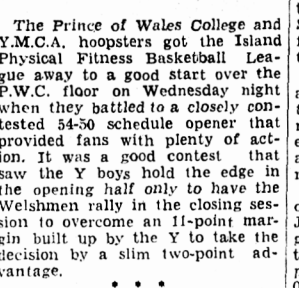 The Prince of Wales College and
Y.M.C.A. hoopsters got the Island
Physical Fitness Basketball Lea-
gue away to a good start over the
P.W.C. floor on Wednesday night
when they battled to a closely con-
tested 54-50 schedule opener that
provided fans with plenty of act-
ion. It was a good contest that
saw the Y boys hold the edge in
the opening half only to have the
Welshmen rally in the closing ses-
sion to overcome an 11-point mar-
gin built up by the Y to take the
decision by a slim two-point ad-
vantage.
* * *